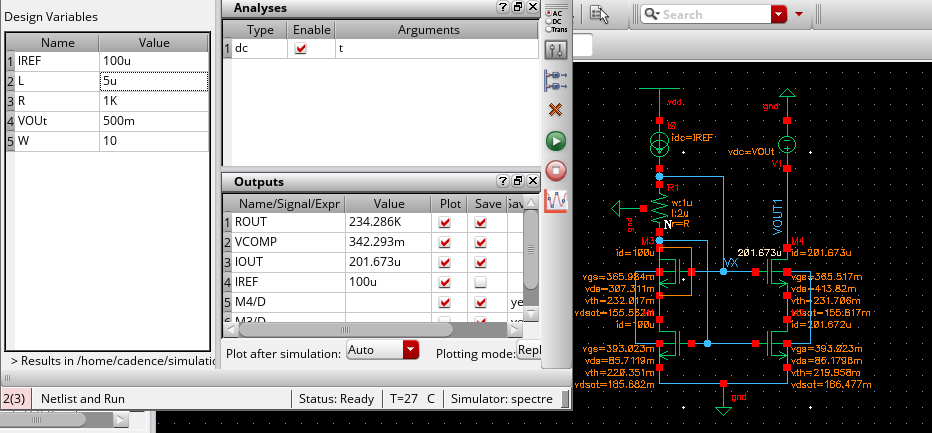 Design Variables
Name Value
1 IREF 100u
2 L 5u
3 R 1K
4 VOUt 500m
5 W 10
> Results in /home/cadence/simulatic
2(3) Netlist and Run
Analyses
Type Enable Arguments
1 dc t
Outputs
Name/Signal/Expr Value Plot Save
1 ROUT 234.286K
2 VCOMP 342.293m
3 IOUT 201.673u
4 IREF 100u
5 M4/D ye
M3/D
Plot after simulation: Auto Plotting mode: Repl
Status: Ready T=27 C Simulator: spectre
AC
DC
Trans
Search
vdd
idc=IREF
R1
w:1u
l:2u
r=R
gnd
M3
id=100u
vgs=365.984m
vds=307.311m
vth=232.017m
vdsat=155.562m
id=100u
vgs=393.023m
vds=85.7119m
vth=220.351m
vdsat=185.682m
gnd
vdc=VOUt
V1
VOUT1
M4
201.673u
id=201.673u
vgs=365.517m
vds=413.82m
vth=231.706m
vdsat=155.617m
id=201.672u
vgs=393.023m
vds=86.1798m
vth=219.958m
vdsat=186.477m
gnd